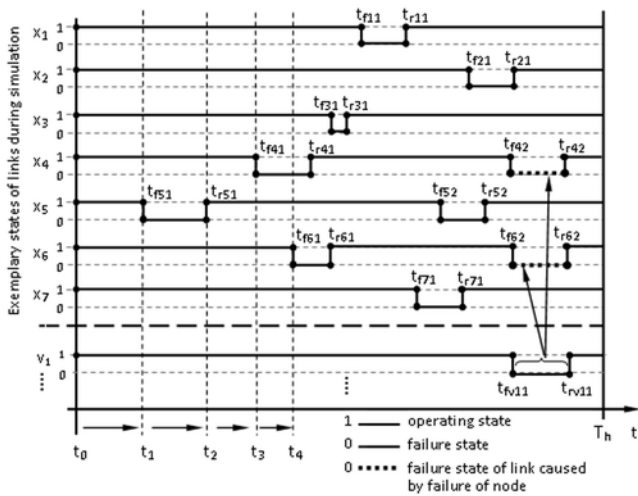 Exemplary states of links during simulation
x1 1 0 tf11 tr11
x2 1 0 tf21 tr21
x3 1 0 tf31 tr31
x4 1 0 tf41 tr41 tf42 tr42
x5 1 0 tf51 tr51 tf52 tr52
x6 1 0 tf61 tr61 tf62 tr62
x7 1 0 tf71 tr71
v1 1 0 tfv11 trv11
t0 t1 t2 t3 t4 Th t
1 operating state
0 failure state
0 failure state of link caused
by failure of node